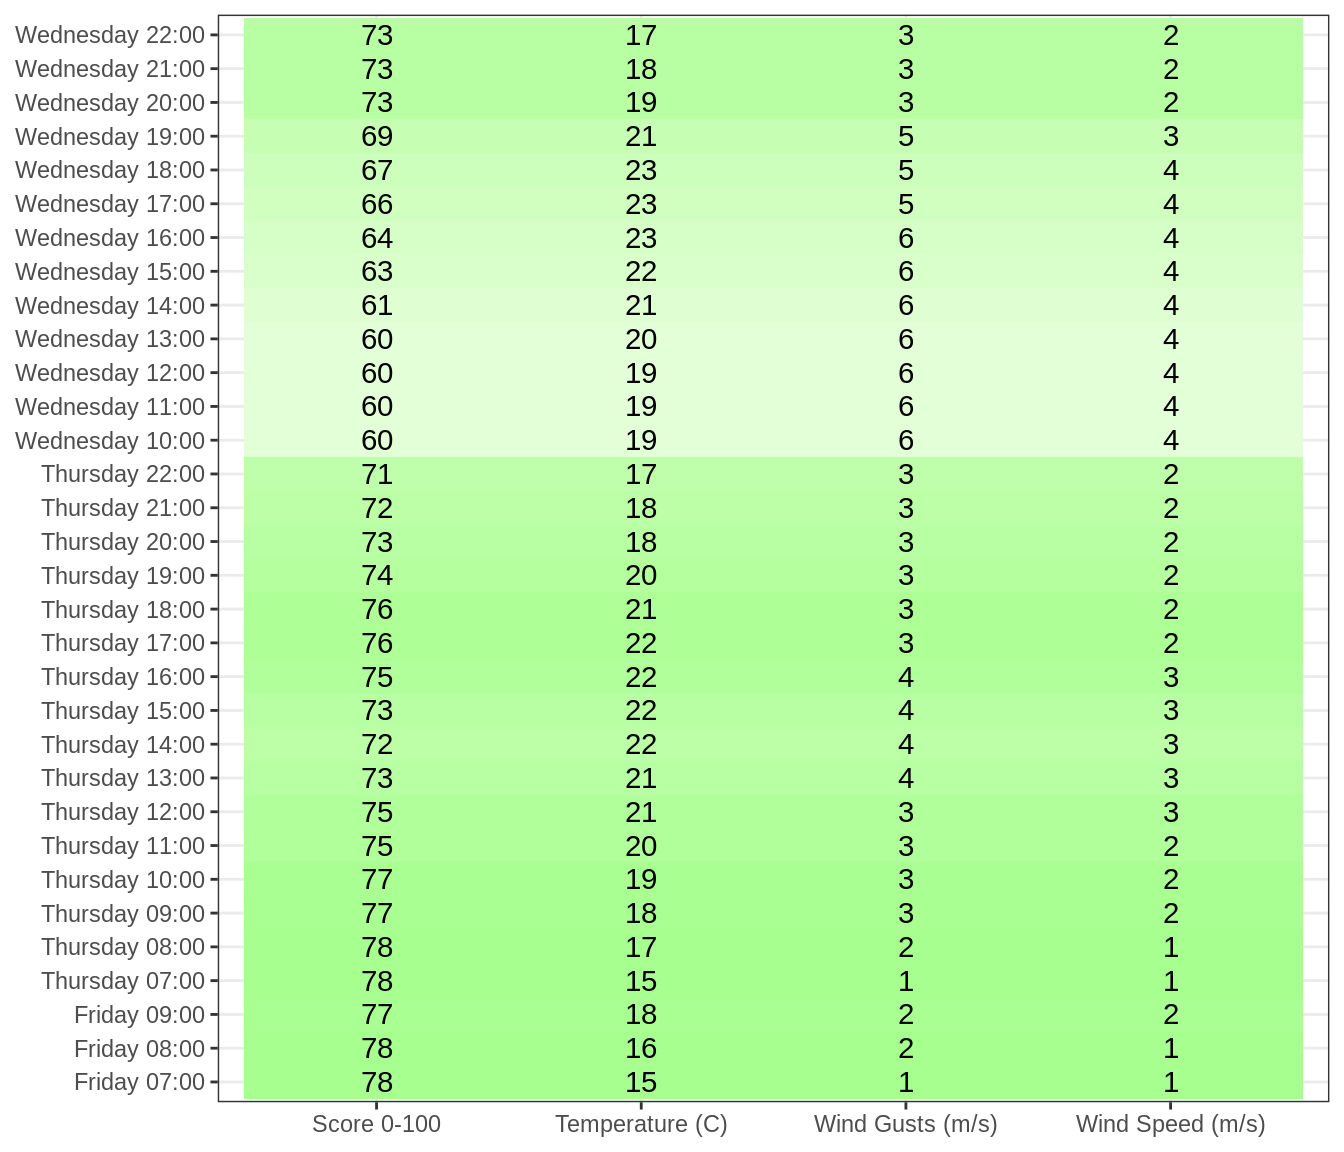 Wednesday 22:00 73 17 3 2
Wednesday 21:00 73 18 3 2
Wednesday 20:00 73 19 3 2
Wednesday 19:00 69 21 5 3
Wednesday 18:00 67 23 5 4
Wednesday 17:00 66 23 5 4
Wednesday 16:00 64 23 6 4
Wednesday 15:00 63 22 6 4
Wednesday 14:00 61 21 6 4
Wednesday 13:00 60 20 6 4
Wednesday 12:00 60 19 6 4
Wednesday 11:00 60 19 6 4
Wednesday 10:00 60 19 6 4
Thursday 22:00 71 17 3 2
Thursday 21:00 72 18 3 2
Thursday 20:00 73 18 3 2
Thursday 19:00 74 20 3 2
Thursday 18:00 76 21 3 2
Thursday 17:00 76 22 3 2
Thursday 16:00 75 22 4 3
Thursday 15:00 73 22 4 3
Thursday 14:00 72 22 4 3
Thursday 13:00 73 21 4 3
Thursday 12:00 75 21 3 3
Thursday 11:00 75 20 3 2
Thursday 10:00 77 19 3 2
Thursday 09:00 77 18 3 2
Thursday 08:00 78 17 2 1
Thursday 07:00 78 15 1 1
Friday 09:00 77 18 2 2
Friday 08:00 78 16 2 1
Friday 07:00 78 15 1 1
Score 0-100 Temperature (C) Wind Gusts (m/s) Wind Speed (m/s)